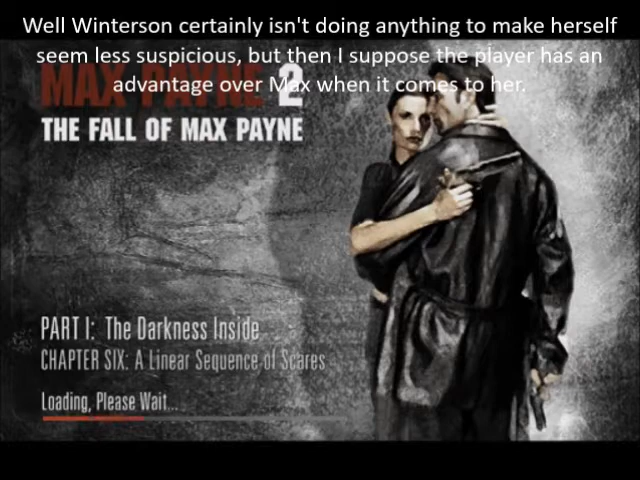 Well Winterson certainly isn't doing anything to make herself
seem less suspicious, but then I suppose the player has an
advantage over Max when it comes to her.
MAX PAYNE 2
THE FALL OF MAX PAYNE
PART I: The Darkness Inside
CHAPTER SIX: A Linear Sequence of Scares
Loading, Please Wait...